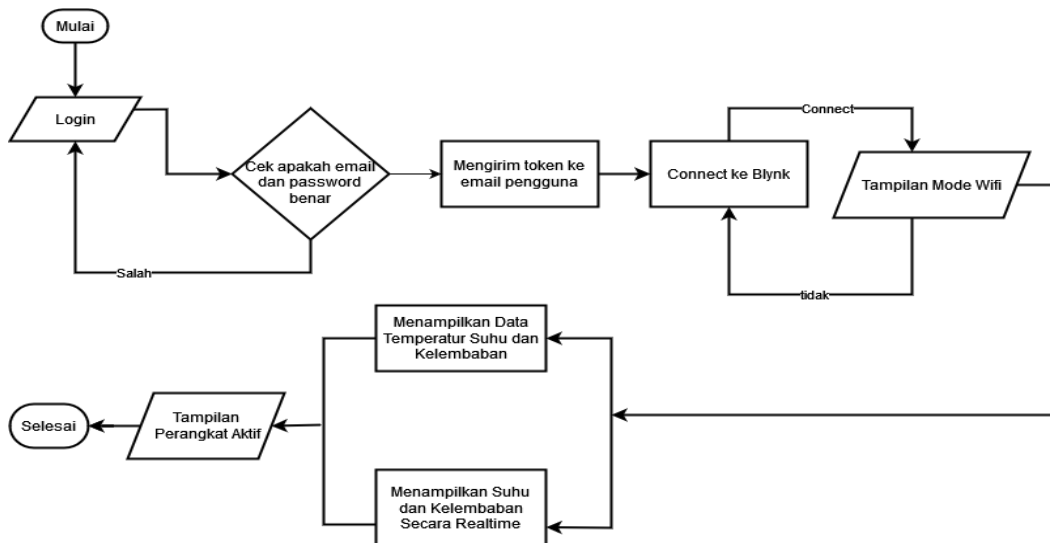 Mulai
Login
Cek apakah email
dan password
benar
Salah
Mengirim token ke
email pengguna
Connect ke Blynk
Connect
Tampilan Mode Wifi
tidak
Menampilkan Data
Temperatur Suhu dan
Kelembaban
Menampilkan Suhu
dan Kelembaban
Secara Realtime
Tampilan
Perangkat Aktif
Selesai